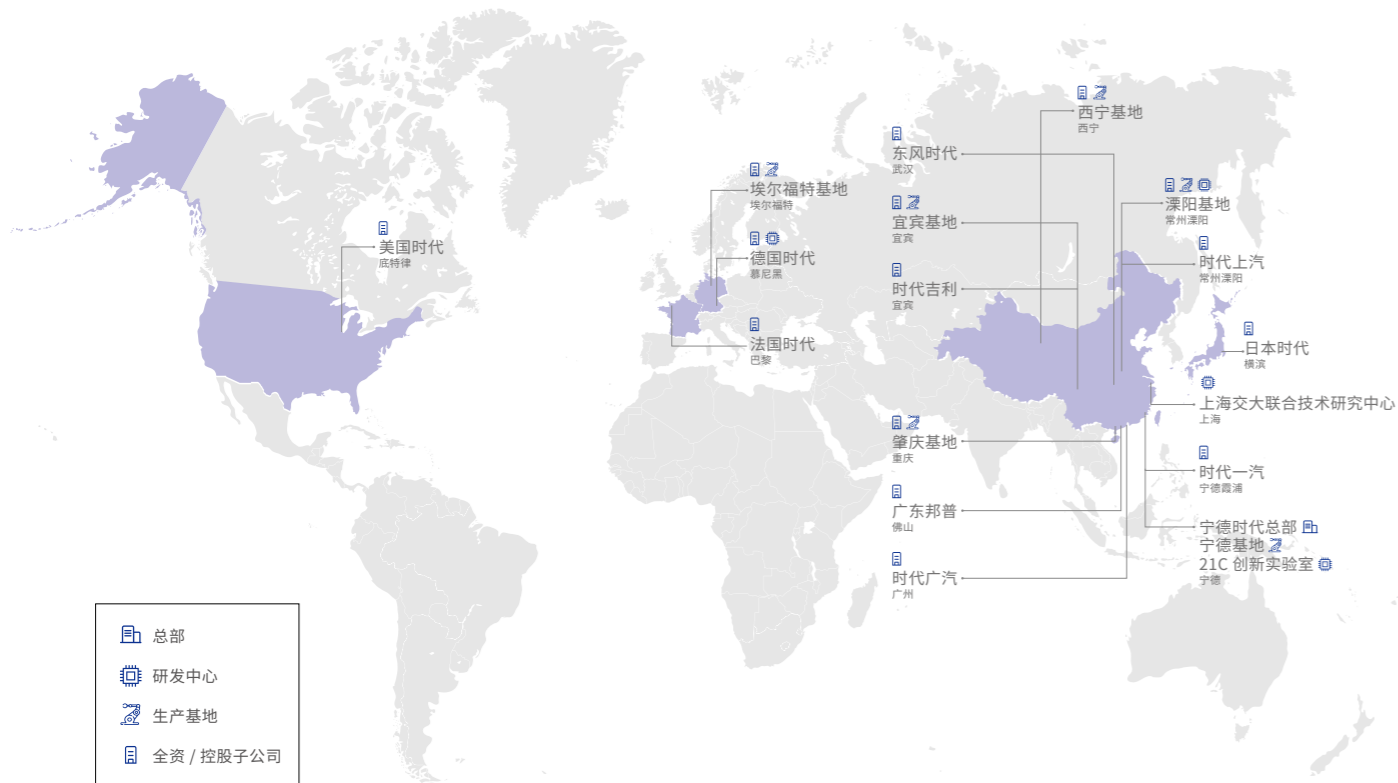 西宁基地
西宁
东风时代
武汉
埃尔福特基地
埃尔福特
溧阳基地
常州溧阳
宜宾基地
宜宾
美国时代
底特律
德国时代
慕尼黑
时代上汽
常州溧阳
时代吉利
宜宾
法国时代
巴黎
日本时代
横滨
上海交大联合技术研究中心
上海
肇庆基地
重庆
时代一汽
宁德霞浦
广东邦普
佛山
宁德时代总部
宁德基地
21C 创新实验室
宁德
时代广汽
广州
总部
研发中心
生产基地
全资 / 控股子公司